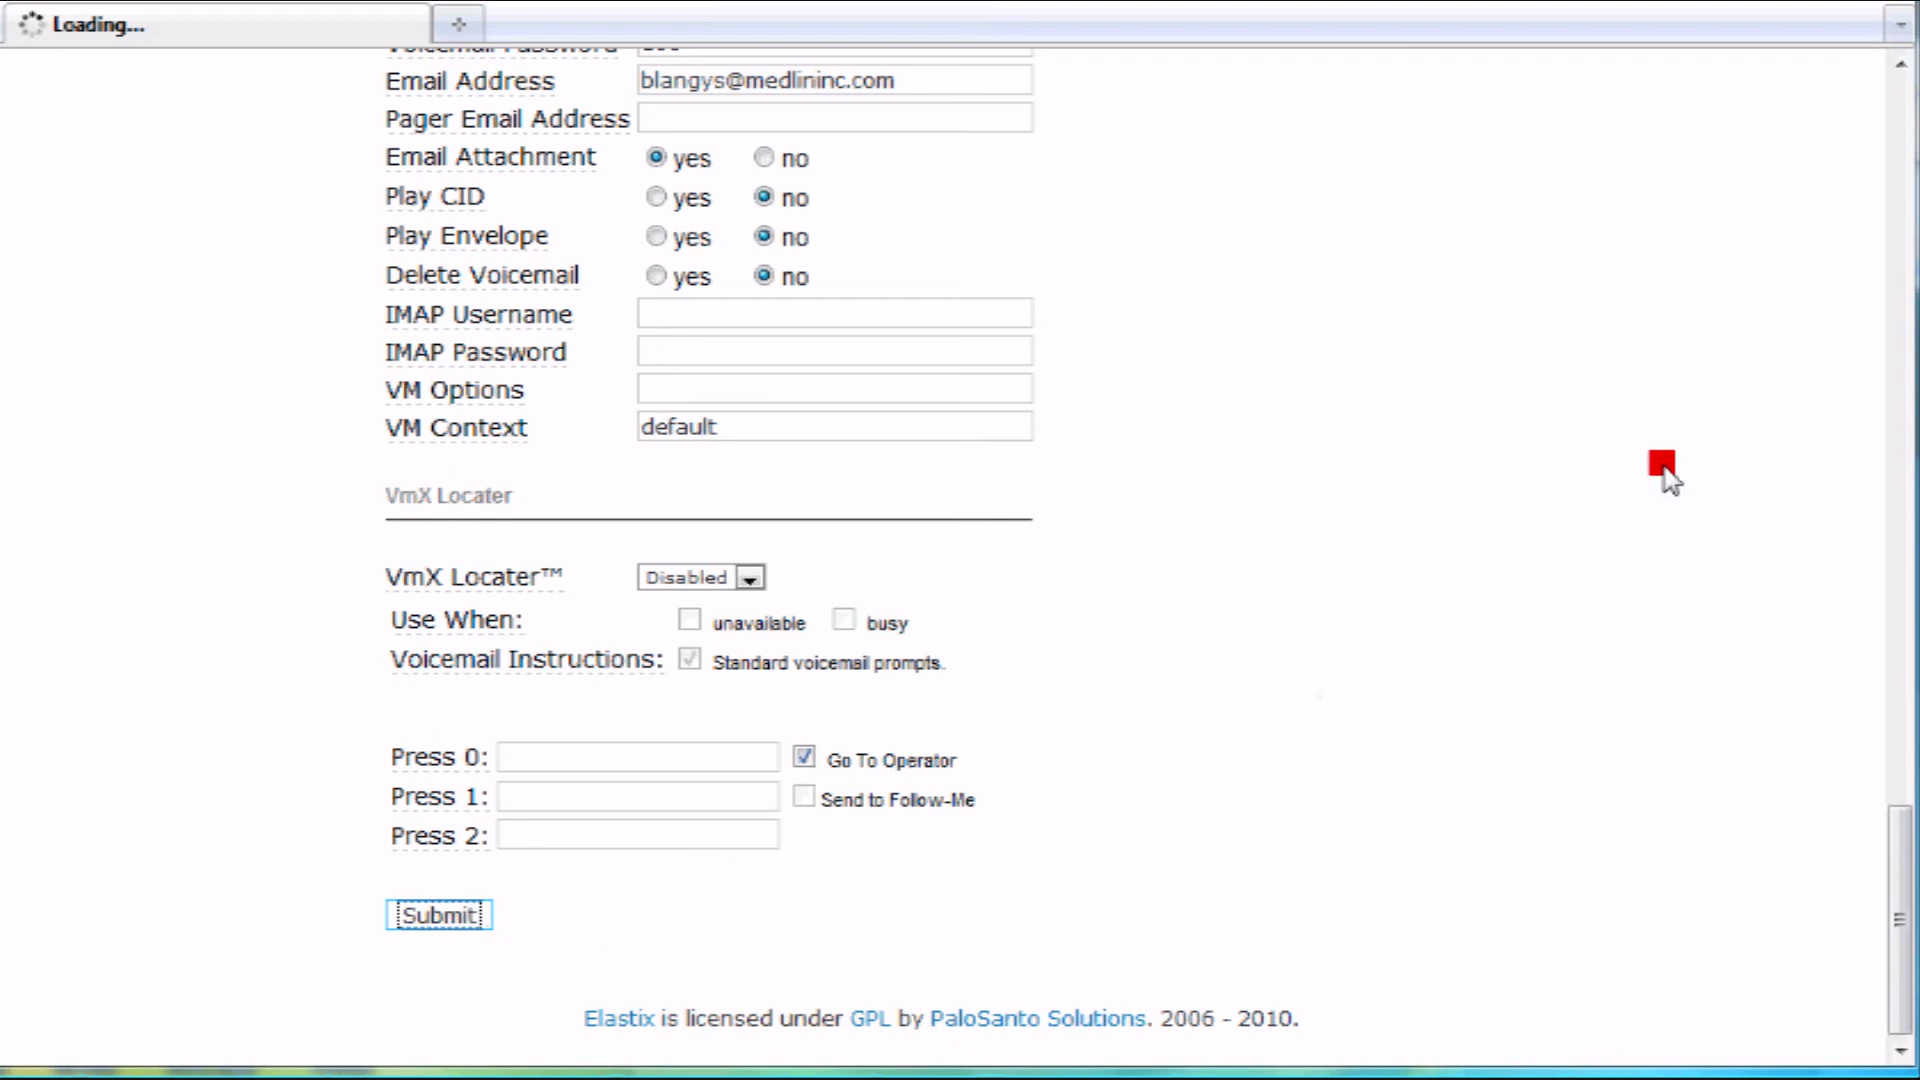 Loading...
Voicemail Password
Email Address blangys@medlininc.com
Pager Email Address
Email Attachment yes no
Play CID yes no
Play Envelope yes no
Delete Voicemail yes no
IMAP Username
IMAP Password
VM Options
VM Context default
VmX Locater
VmX Locater™ Disabled
Use When: unavailable busy
Voicemail Instructions: Standard voicemail prompts.
Press 0: Go To Operator
Press 1: Send to Follow-Me
Press 2:
Submit
Elastix is licensed under GPL by PaloSanto Solutions. 2006 - 2010.